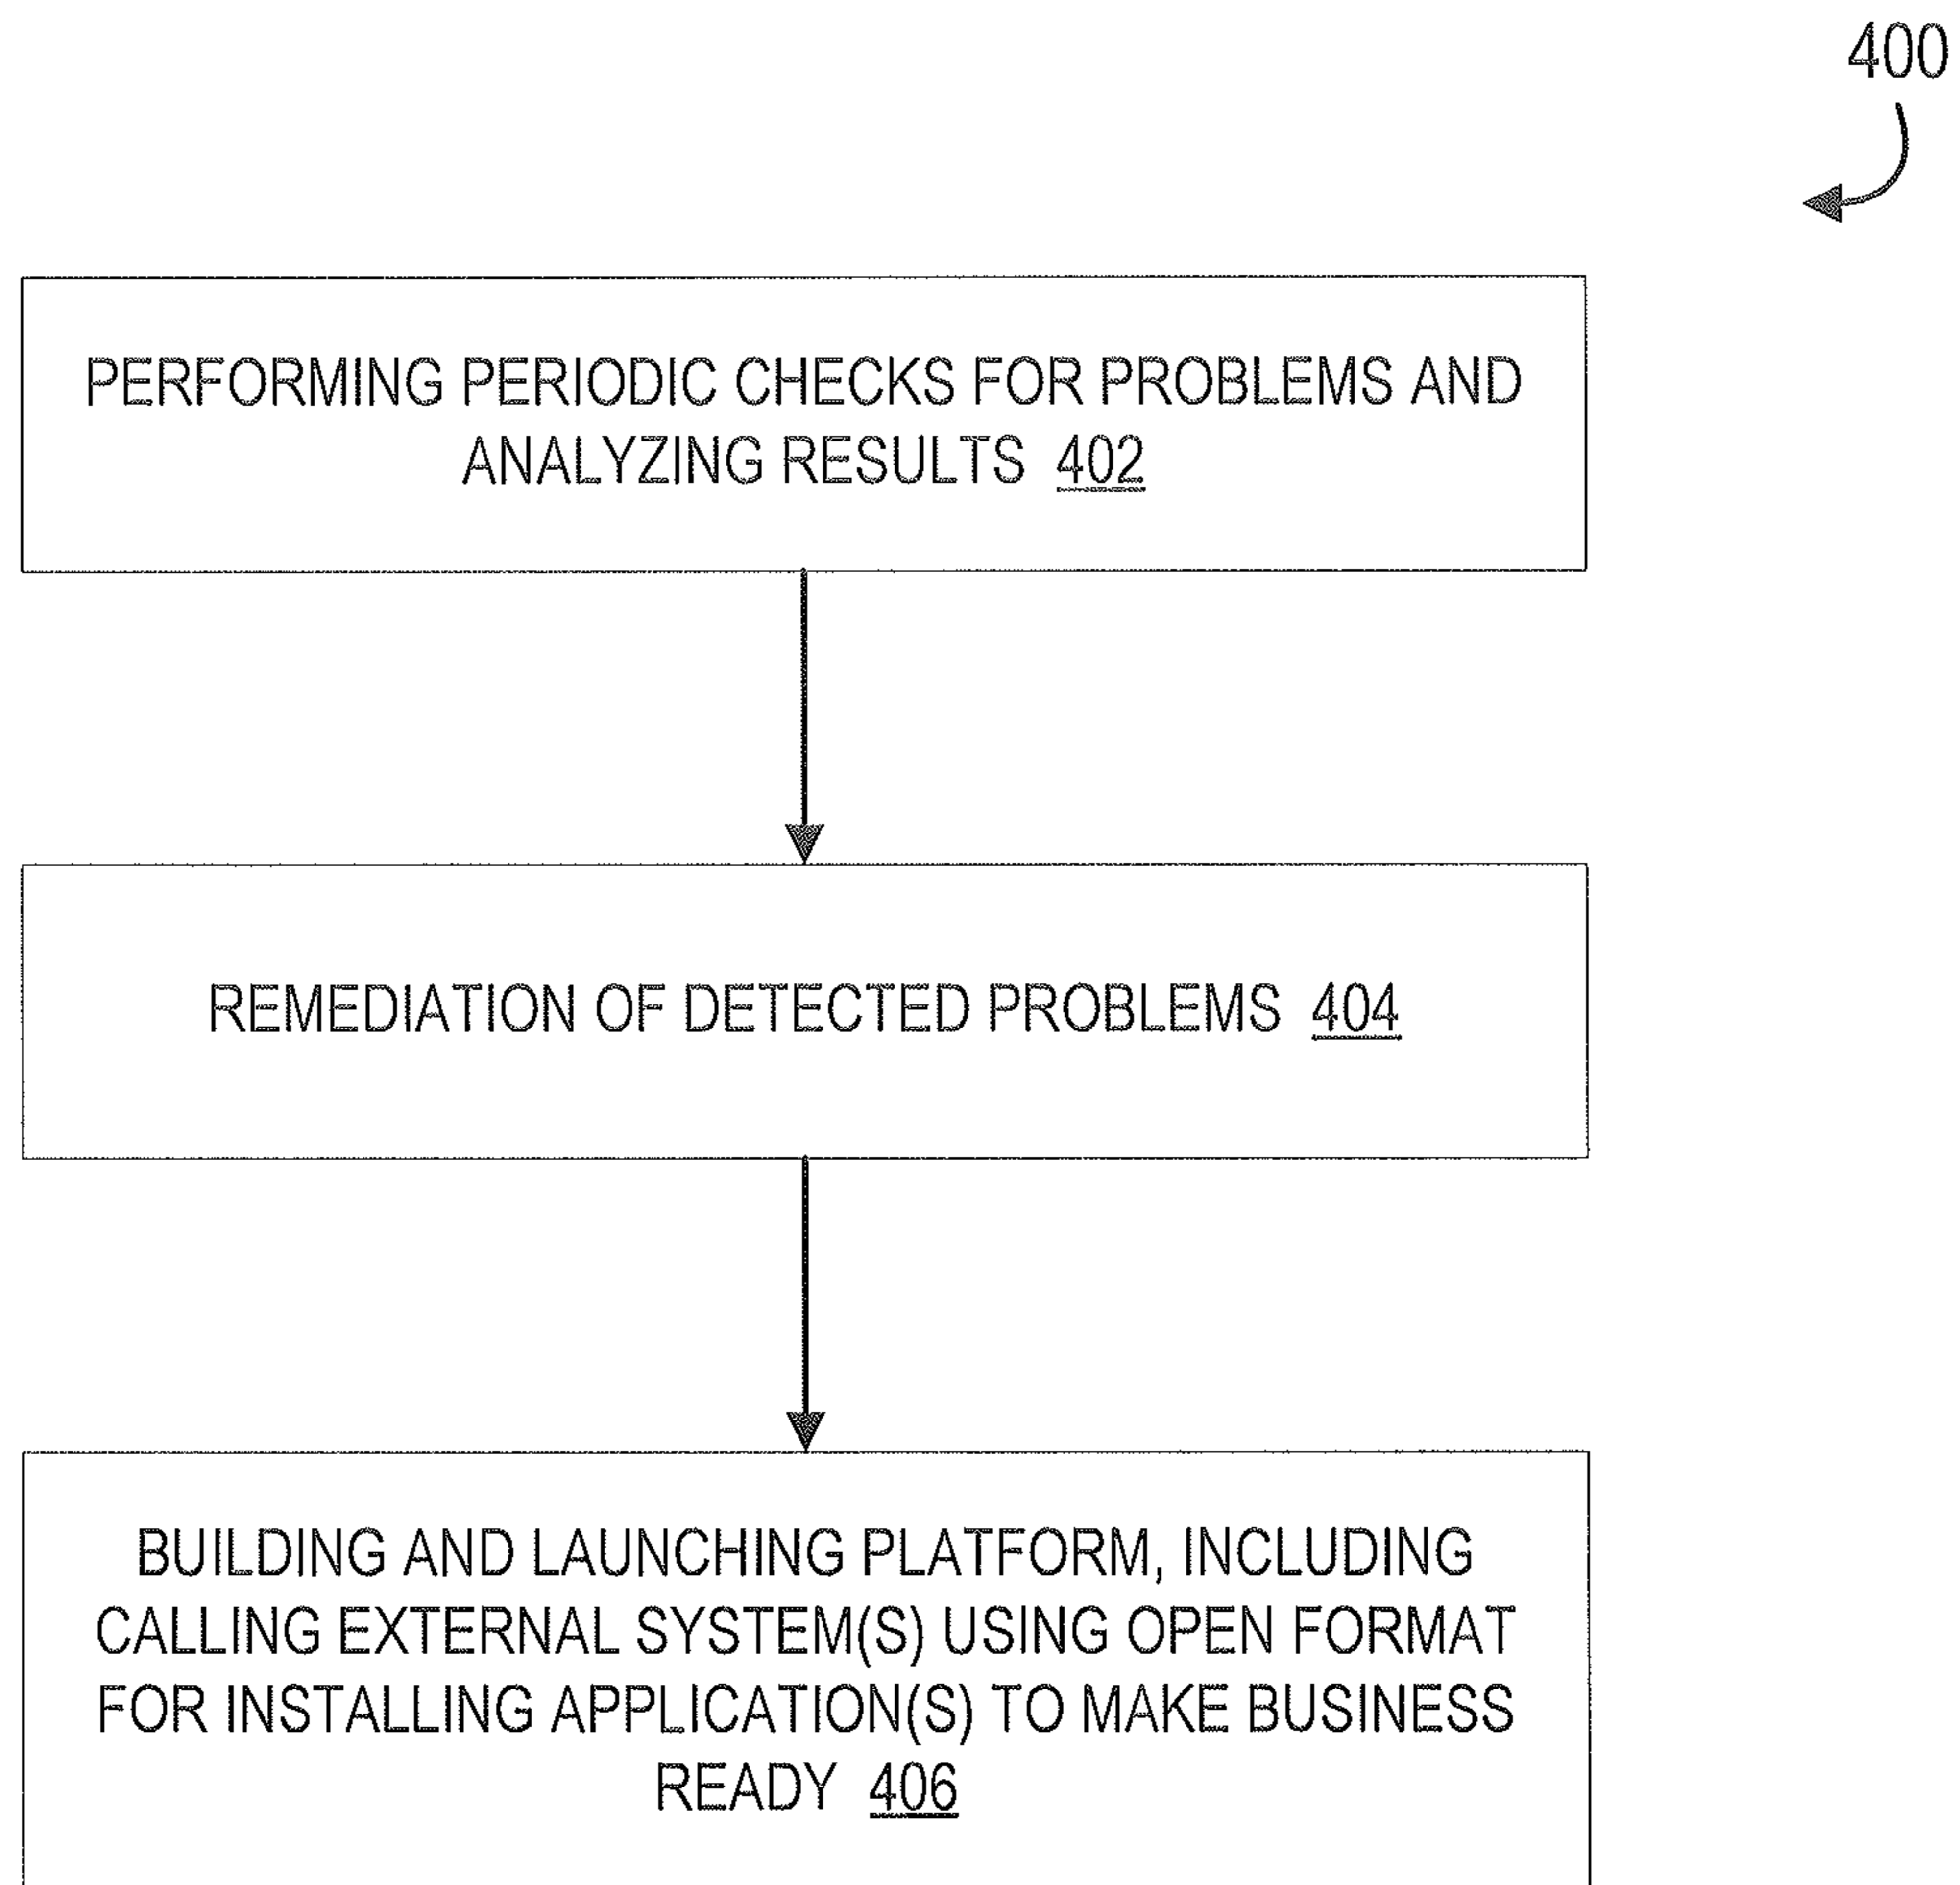 400
PERFORMING PERIODIC CHECKS FOR PROBLEMS AND
ANALYZING RESULTS 402
REMEDIATION OF DETECTED PROBLEMS 404
BUILDING AND LAUNCHING PLATFORM, INCLUDING
CALLING EXTERNAL SYSTEM(S) USING OPEN FORMAT
FOR INSTALLING APPLICATION(S) TO MAKE BUSINESS
READY 406